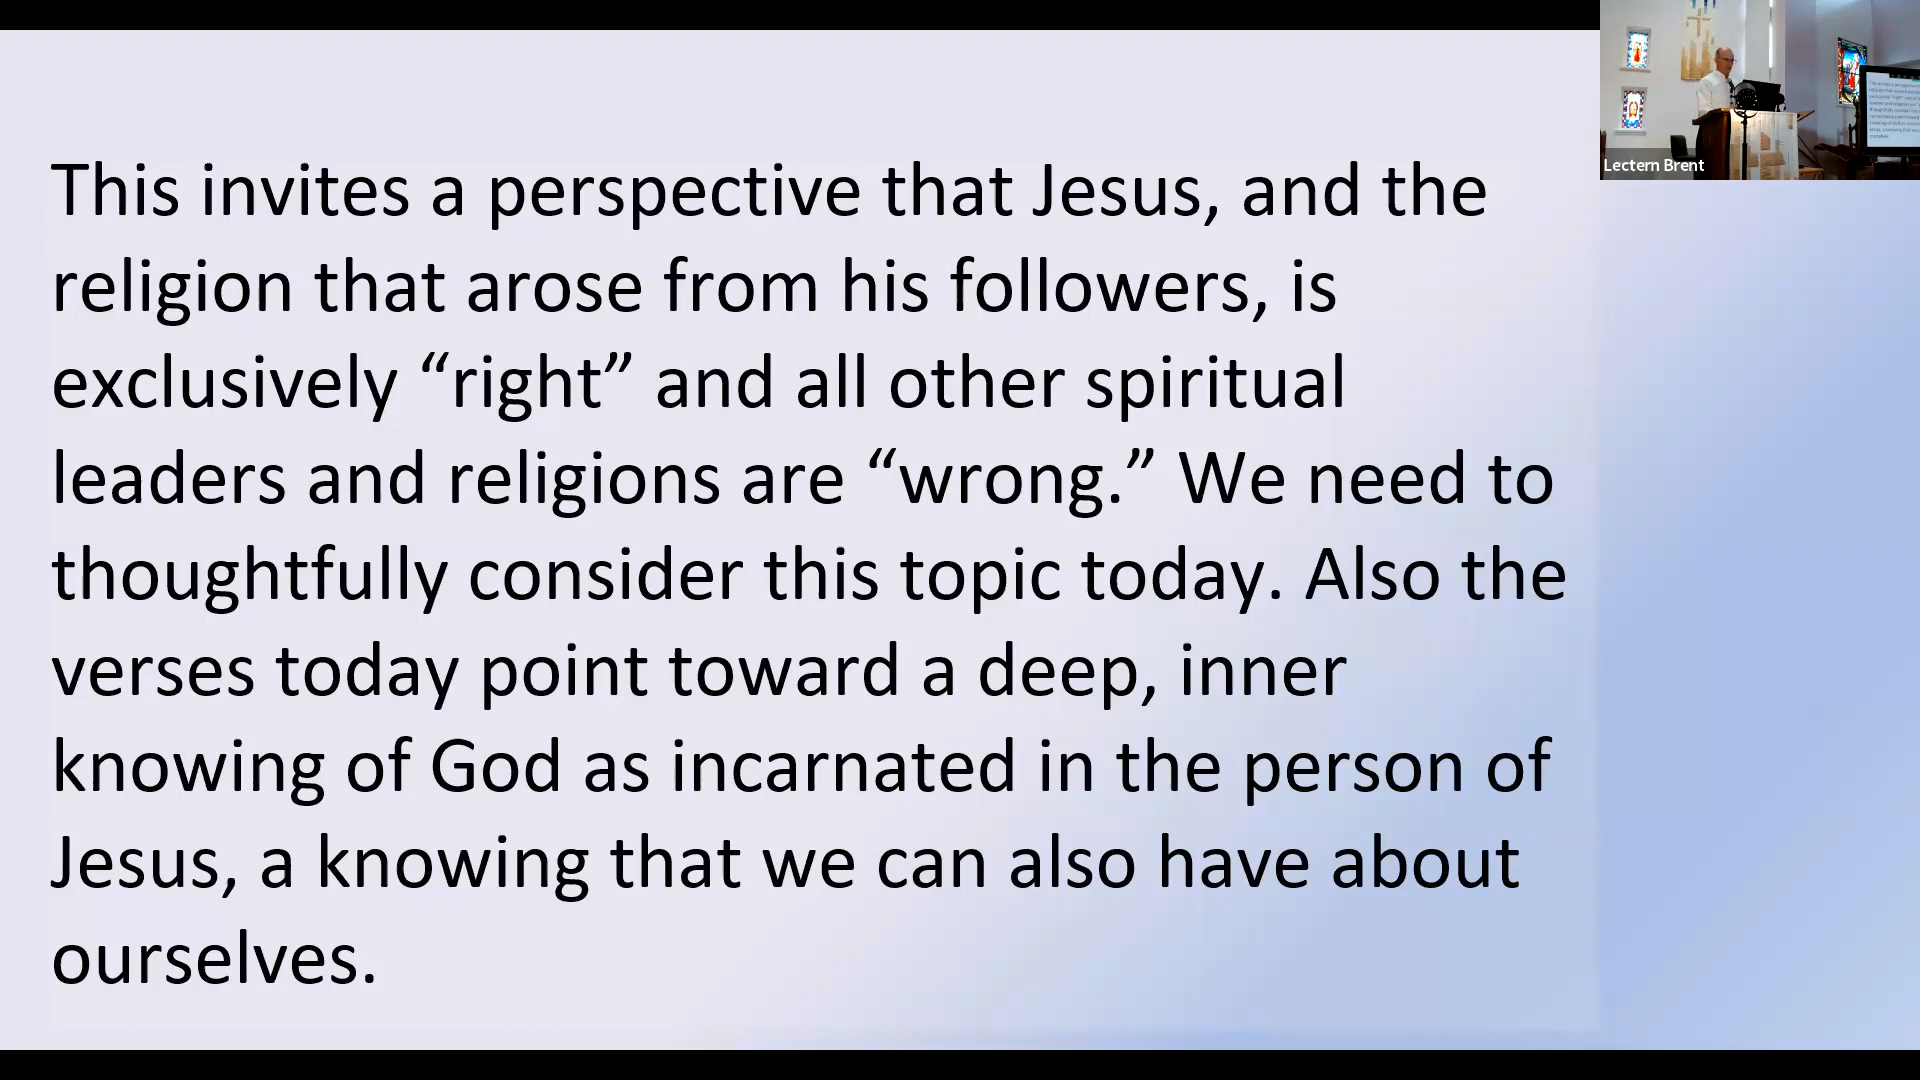 This invites a perspective that Jesus, and the
religion that arose from his followers, is
exclusively “right” and all other spiritual
leaders and religions are “wrong.” We need to
thoughtfully consider this topic today. Also the
verses today point toward a deep, inner
knowing of God as incarnated in the person of
Jesus, a knowing that we can also have about
ourselves.
Lectern Brent